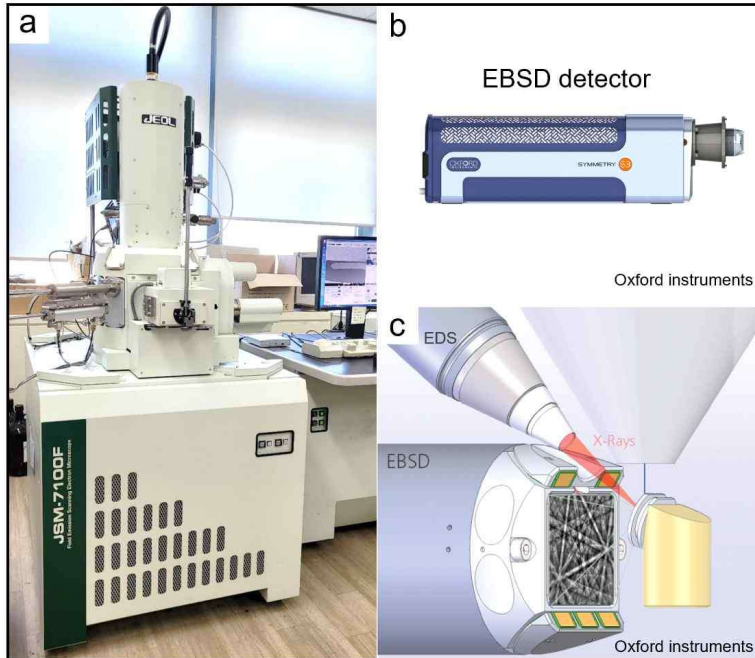 a
JEOL
JSM-7100F
Field Emission Scanning Electron Microscope
b
EBSD detector
OXFORD
SYMMETRY S3
Oxford instruments
c
EDS
X-Rays
EBSD
Oxford instruments